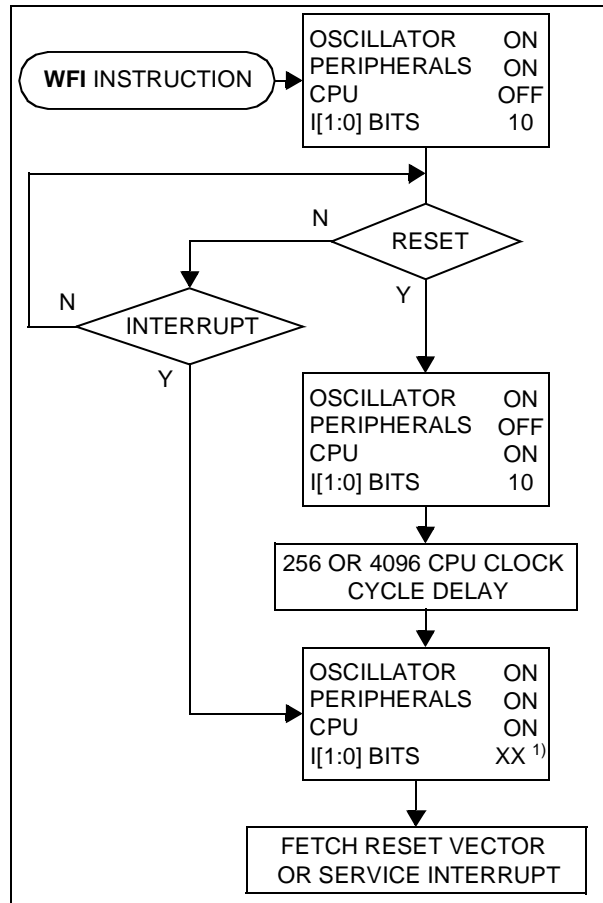 WFI INSTRUCTION
OSCILLATOR ON
PERIPHERALS ON
CPU OFF
I[1:0] BITS 10
N
RESET
N
Y
INTERRUPT
Y
OSCILLATOR ON
PERIPHERALS OFF
CPU ON
I[1:0] BITS 10
256 OR 4096 CPU CLOCK
CYCLE DELAY
OSCILLATOR ON
PERIPHERALS ON
CPU ON
I[1:0] BITS XX 1)
FETCH RESET VECTOR
OR SERVICE INTERRUPT